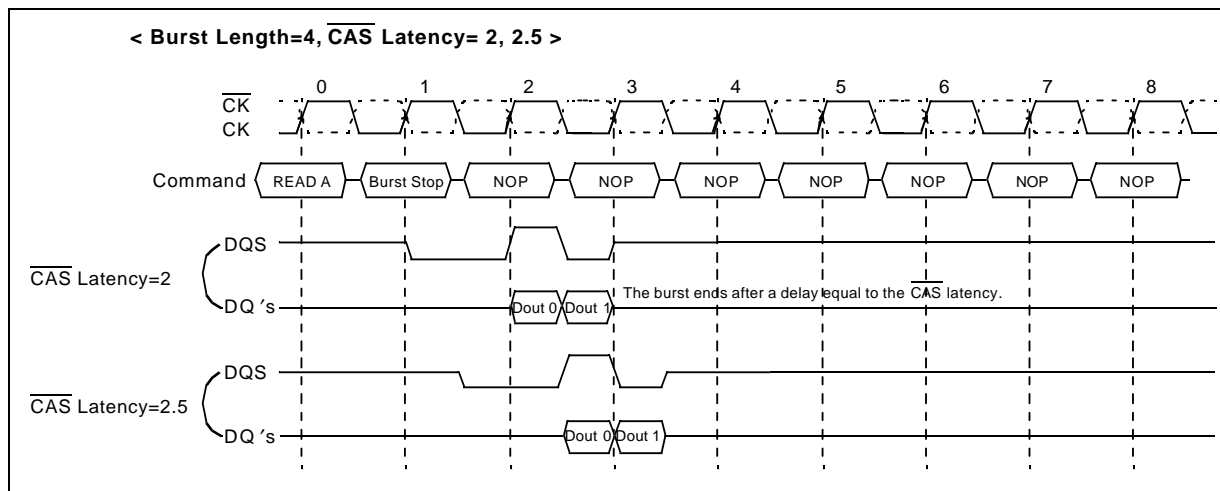 < Burst Length=4, CAS Latency= 2, 2.5 >
0 1 2 3 4 5 6 7 8
CK
CK
Command READ A Burst Stop NOP NOP NOP NOP NOP NOP NOP
DQS
CAS Latency=2
The burst ends after a delay equal to the CAS latency.
DQ 's Dout 0 Dout 1
DQS
CAS Latency=2.5
DQ 's Dout 0 Dout 1